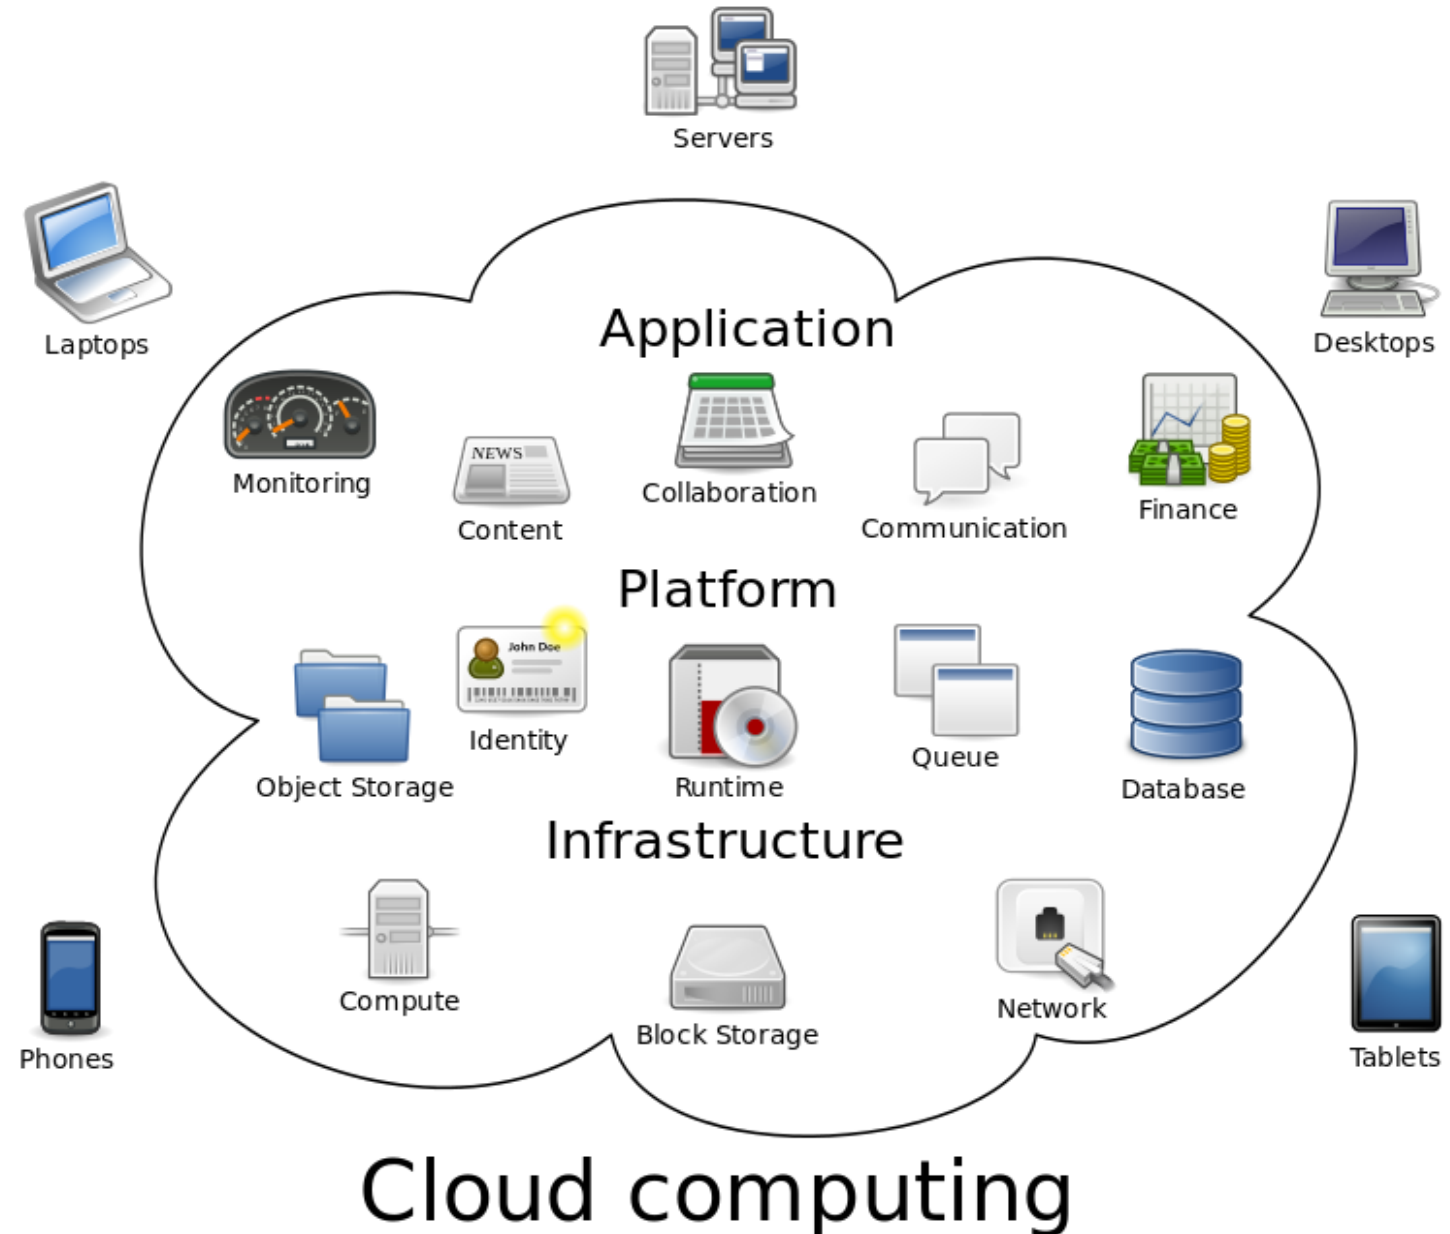 Servers
Laptops
Desktops
Application
Monitoring
NEWS
Content
Collaboration
Communication
Finance
Platform
Object Storage
John Doe
Identity
Runtime
Queue
Database
Infrastructure
Compute
Block Storage
Network
Phones
Tablets
Cloud computing